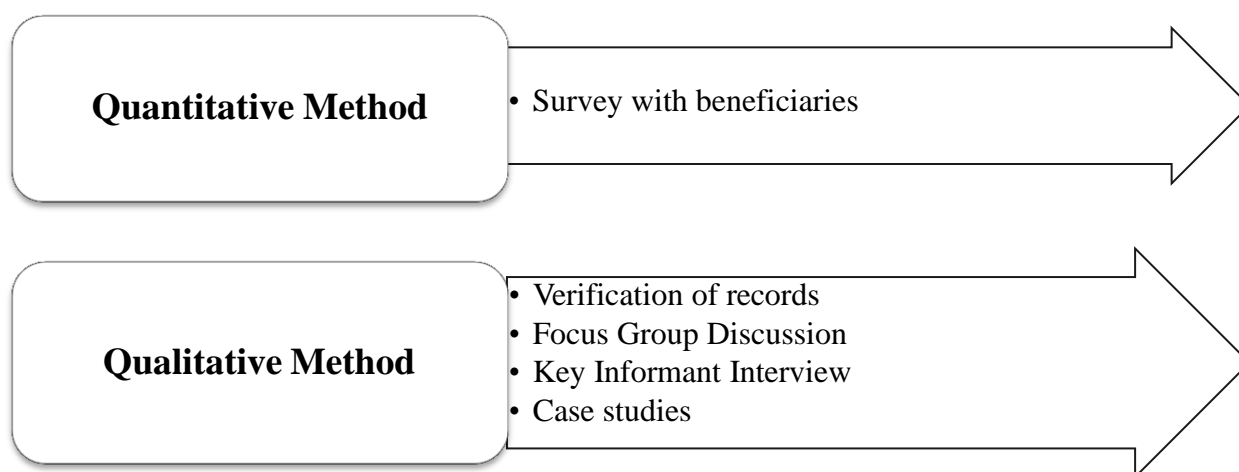 Quantitative Method
• Survey with beneficiaries
Qualitative Method
• Verification of records
• Focus Group Discussion
• Key Informant Interview
• Case studies